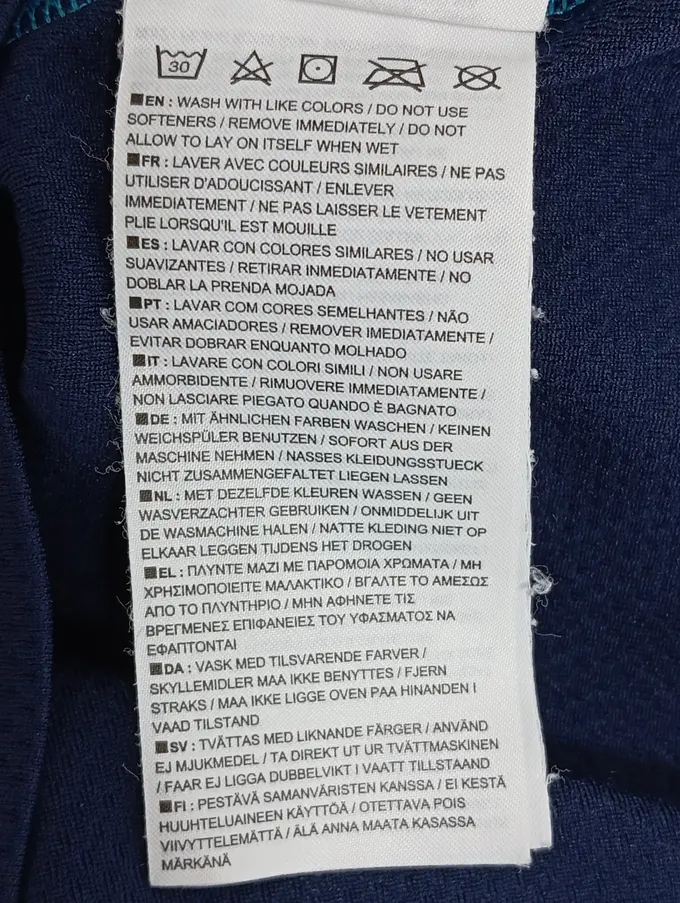 30
EN : WASH WITH LIKE COLORS / DO NOT USE
SOFTENERS / REMOVE IMMEDIATELY / DO NOT
ALLOW TO LAY ON ITSELF WHEN WET
FR : LAVER AVEC COULEURS SIMILAIRES / NE PAS
UTILISER D'ADOUCISSANT / ENLEVER
IMMEDIATEMENT / NE PAS LAISSER LE VETEMENT
PLIE LORSQU'IL EST MOUILLE
ES : LAVAR CON COLORES SIMILARES / NO USAR
SUAVIZANTES / RETIRAR INMEDIATAMENTE / NO
DOBLAR LA PRENDA MOJADA
PT : LAVAR COM CORES SEMELHANTES / NÃO
USAR AMACIADORES / REMOVER IMEDIATAMENTE /
EVITAR DOBRAR ENQUANTO MOLHADO
IT : LAVARE CON COLORI SIMILI / NON USARE
AMMORBIDENTE / RIMUOVERE IMMEDIATAMENTE /
NON LASCIARE PIEGATO QUANDO É BAGNATO
DE : MIT ÄHNLICHEN FARBEN WASCHEN / KEINEN
WEICHSPÜLER BENUTZEN / SOFORT AUS DER
MASCHINE NEHMEN / NASSES KLEIDUNGSSTUECK
NICHT ZUSAMMENGEFALTET LIEGEN LASSEN
NL : MET DEZELFDE KLEUREN WASSEN / GEEN
WASVERZACHTER GEBRUIKEN / ONMIDDELIJK UIT
DE WASMACHINE HALEN / NATTE KLEDING NIET OP
ELKAAR LEGGEN TIJDENS HET DROGEN
EL : ΠΛΥΝΤΕ ΜΑΖΙ ΜΕ ΠΑΡΟΜΟΙΑ ΧΡΩΜΑΤΑ / ΜΗ
ΧΡΗΣΙΜΟΠΟΙΕΙΤΕ ΜΑΛΑΚΤΙΚΟ / ΒΓΑΛΤΕ ΤΟ ΑΜΕΣΩΣ
ΑΠΟ ΤΟ ΠΛΥΝΤΗΡΙΟ / ΜΗΝ ΑΦΗΝΕΤΕ ΤΙΣ
ΒΡΕΓΜΕΝΕΣ ΕΠΙΦΑΝΕΙΕΣ ΤΟΥ ΥΦΑΣΜΑΤΟΣ ΝΑ
ΕΦΑΠΤΟΝΤΑΙ
DA : VASK MED TILSVARENDE FARVER /
SKYLLEMIDLER MAA IKKE BENYTTES / FJERN
STRAKS / MAA IKKE LIGGE OVEN PAA HINANDEN I
VAAD TILSTAND
SV : TVÄTTAS MED LIKNANDE FÄRGER / ANVÄND
EJ MJUKMEDEL / TA DIREKT UT UR TVÄTTMASKINEN
/ FAAR EJ LIGGA DUBBELVIKT I VAATT TILLSTAAND
FI : PESTÄVÄ SAMANVÄRISTEN KANSSA / EI KESTÄ
HUUHTELUAINEEN KÄYTTÖÄ / OTETTAVA POIS
VIIVYTTELEMÄTTÄ / ÄLÄ ANNA MAATA KASASSA
MÄRKÄNÄ